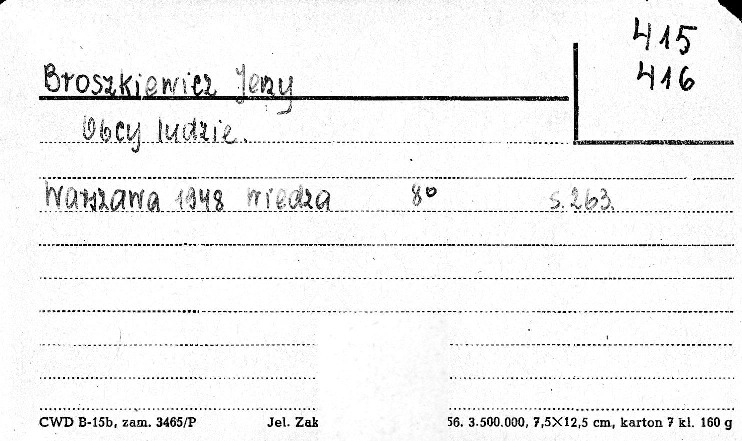 415
416
Broszkiewicz Jerzy
Obcy ludzie.
Warszawa 1948 Wiedza 8° s. 263.
CWD B-15b, zam. 3465/P Jel. Zak 56. 3.500.000, 7,5×12,5 cm, karton 7 kl. 160 g